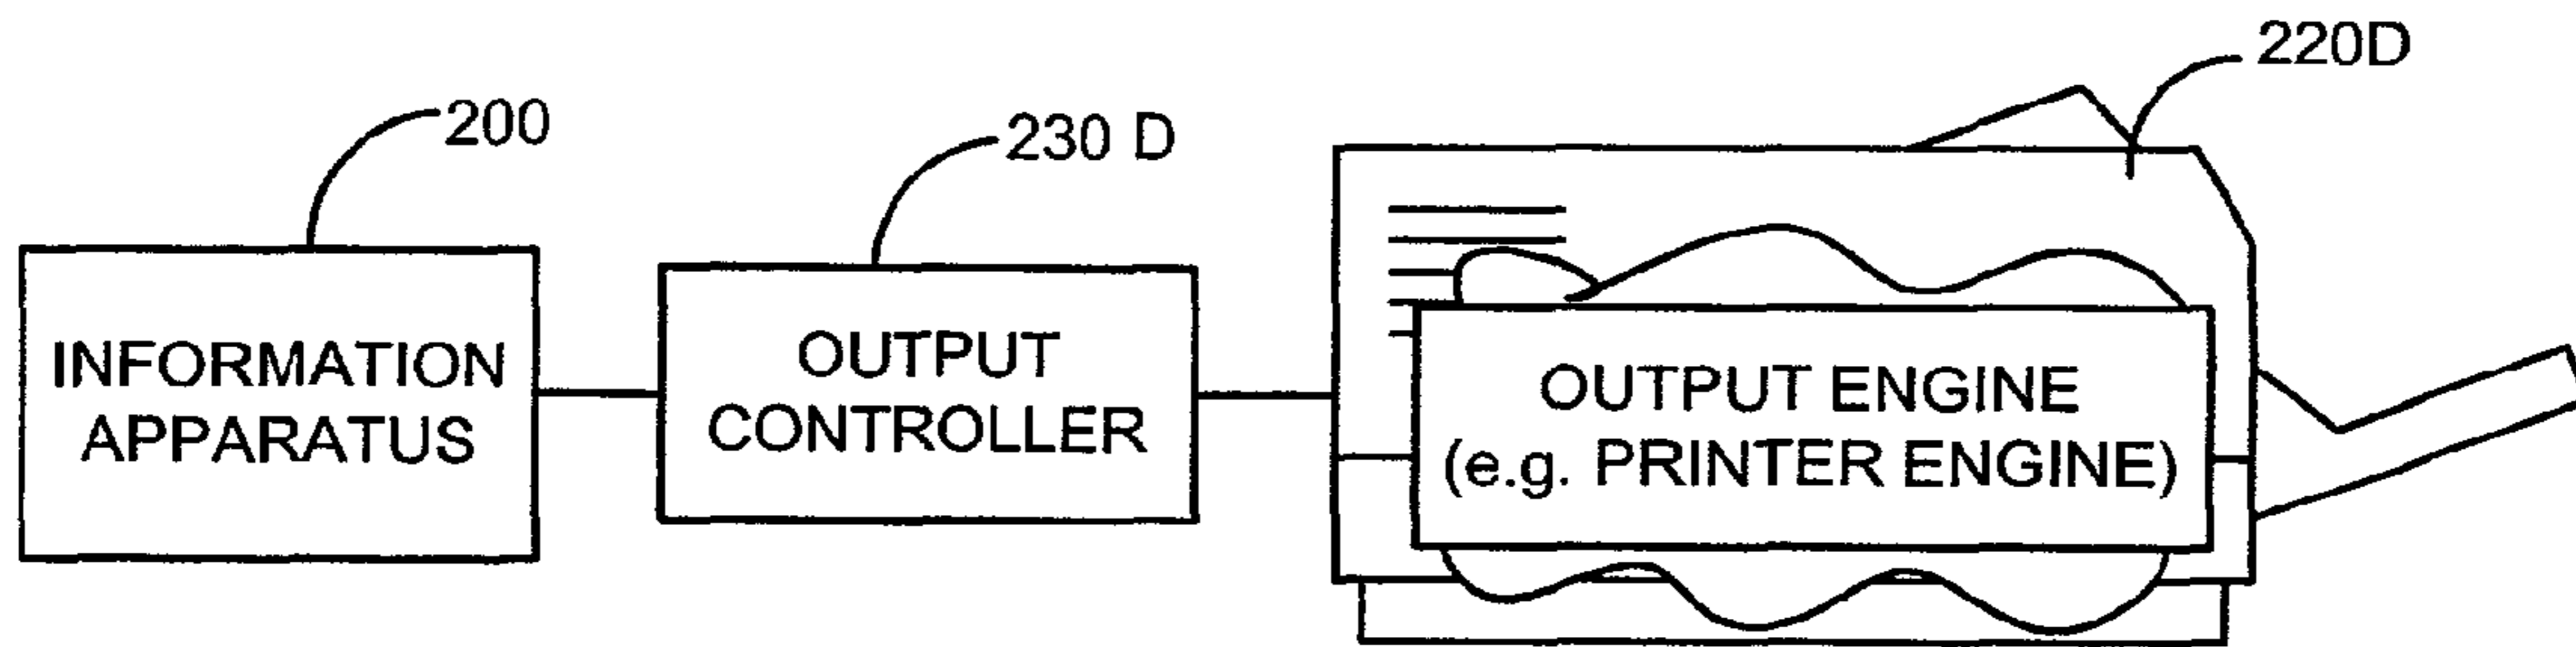 220D
200
230 D
INFORMATION
APPARATUS
OUTPUT
CONTROLLER
OUTPUT ENGINE
(e.g. PRINTER ENGINE)